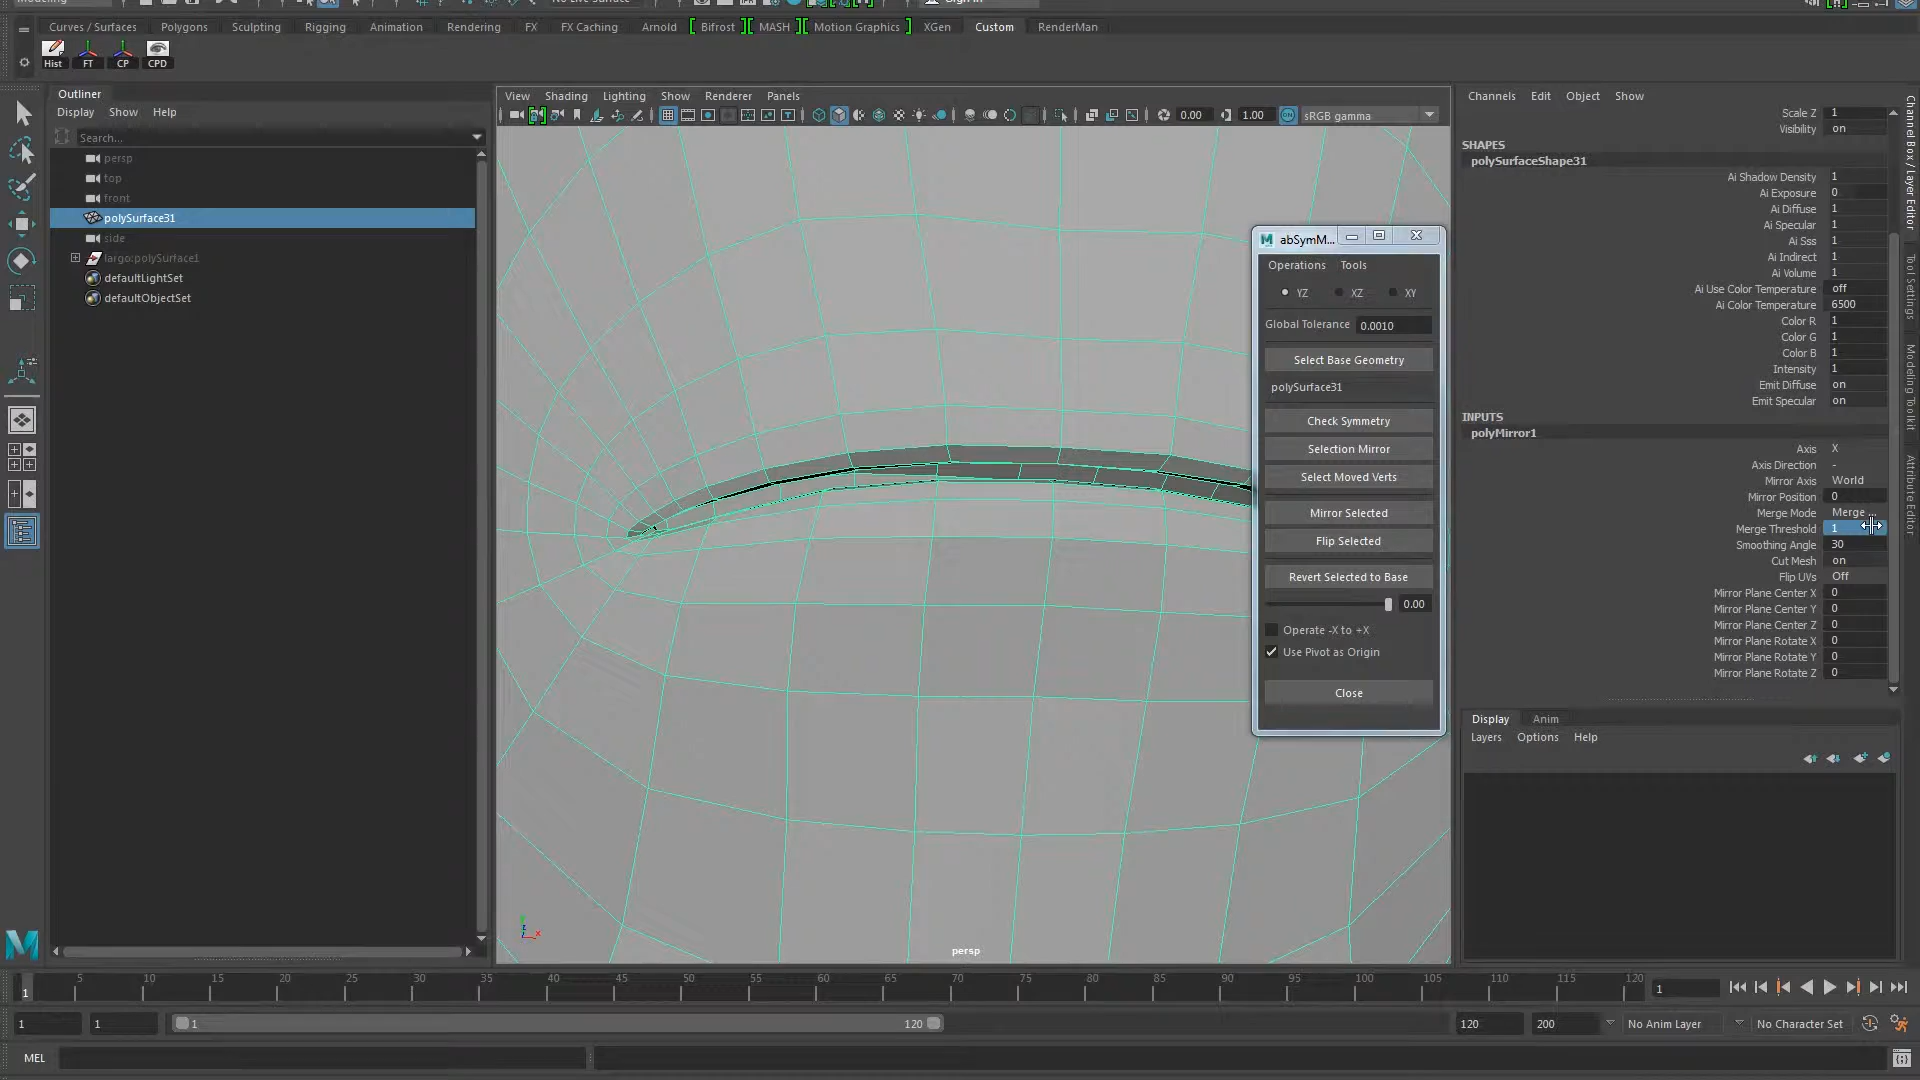 Curves / Surfaces Polygons Sculpting Rigging Animation Rendering FX FX Caching Arnold Bifrost MASH Motion Graphics XGen Custom RenderMan
Hist FT CP CPD
Outliner
Display Show Help
Search...
persp
top
front
polySurface31
side
largo:polySurface1
defaultLightSet
defaultObjectSet
View Shading Lighting Show Renderer Panels
0.00 1.00 sRGB gamma
persp
abSymM...
Operations Tools
YZ XZ XY
Global Tolerance 0.0010
Select Base Geometry
polySurface31
Check Symmetry
Selection Mirror
Select Moved Verts
Mirror Selected
Flip Selected
Revert Selected to Base
0.00
Operate -X to +X
Use Pivot as Origin
Close
Channels Edit Object Show
Scale Z 1
Visibility on
SHAPES
polySurfaceShape31
Ai Shadow Density 1
Ai Exposure 0
Ai Diffuse 1
Ai Specular 1
Ai Sss 1
Ai Indirect 1
Ai Volume 1
Ai Use Color Temperature off
Ai Color Temperature 6500
Color R 1
Color G 1
Color B 1
Intensity 1
Emit Diffuse on
Emit Specular on
INPUTS
polyMirror1
Axis X
Axis Direction -
Mirror Axis World
Mirror Position 0
Merge Mode Merge ...
Merge Threshold 1
Smoothing Angle 30
Cut Mesh on
Flip UVs Off
Mirror Plane Center X 0
Mirror Plane Center Y 0
Mirror Plane Center Z 0
Mirror Plane Rotate X 0
Mirror Plane Rotate Y 0
Mirror Plane Rotate Z 0
Display Anim
Layers Options Help
Channel Box / Layer Editor
Tool Settings
Modeling Toolkit
Attribute Editor
5 10 15 20 25 30 35 40 45 50 55 60 65 70 75 80 85 90 95 100 105 110 115 120
1 1
1 1 1 120 120 200 No Anim Layer No Character Set
MEL